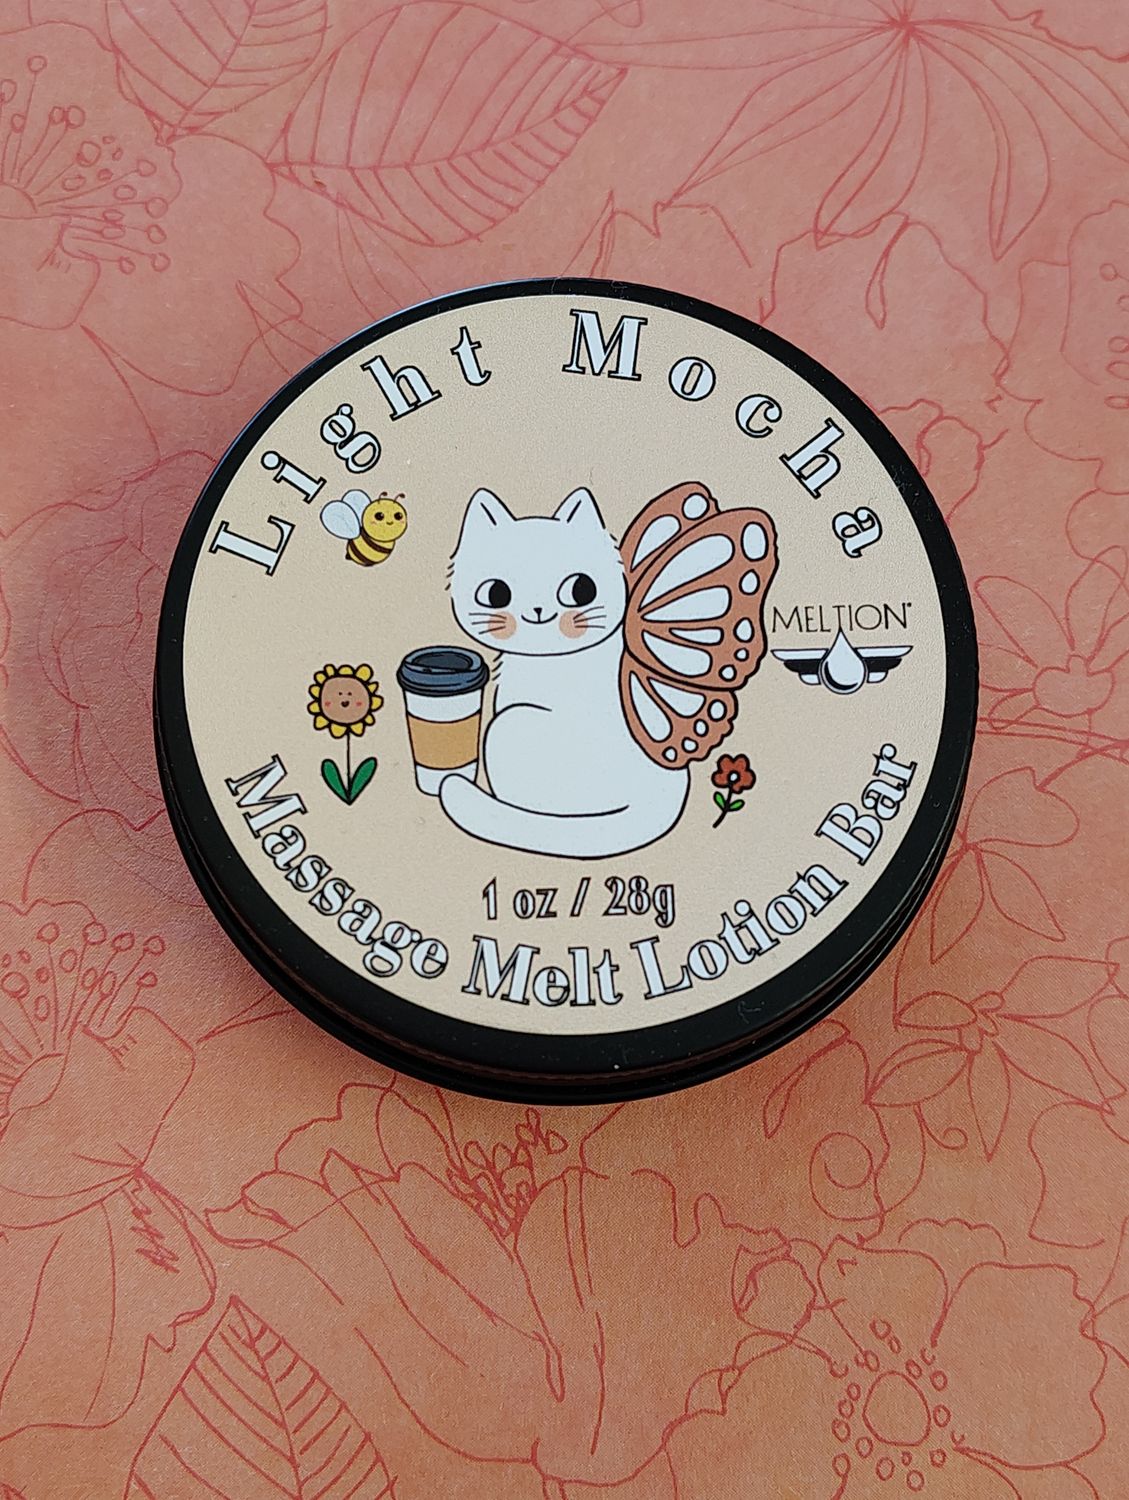 Light Mocha
MELTION®
1 oz / 28g
Massage Melt Lotion Bar